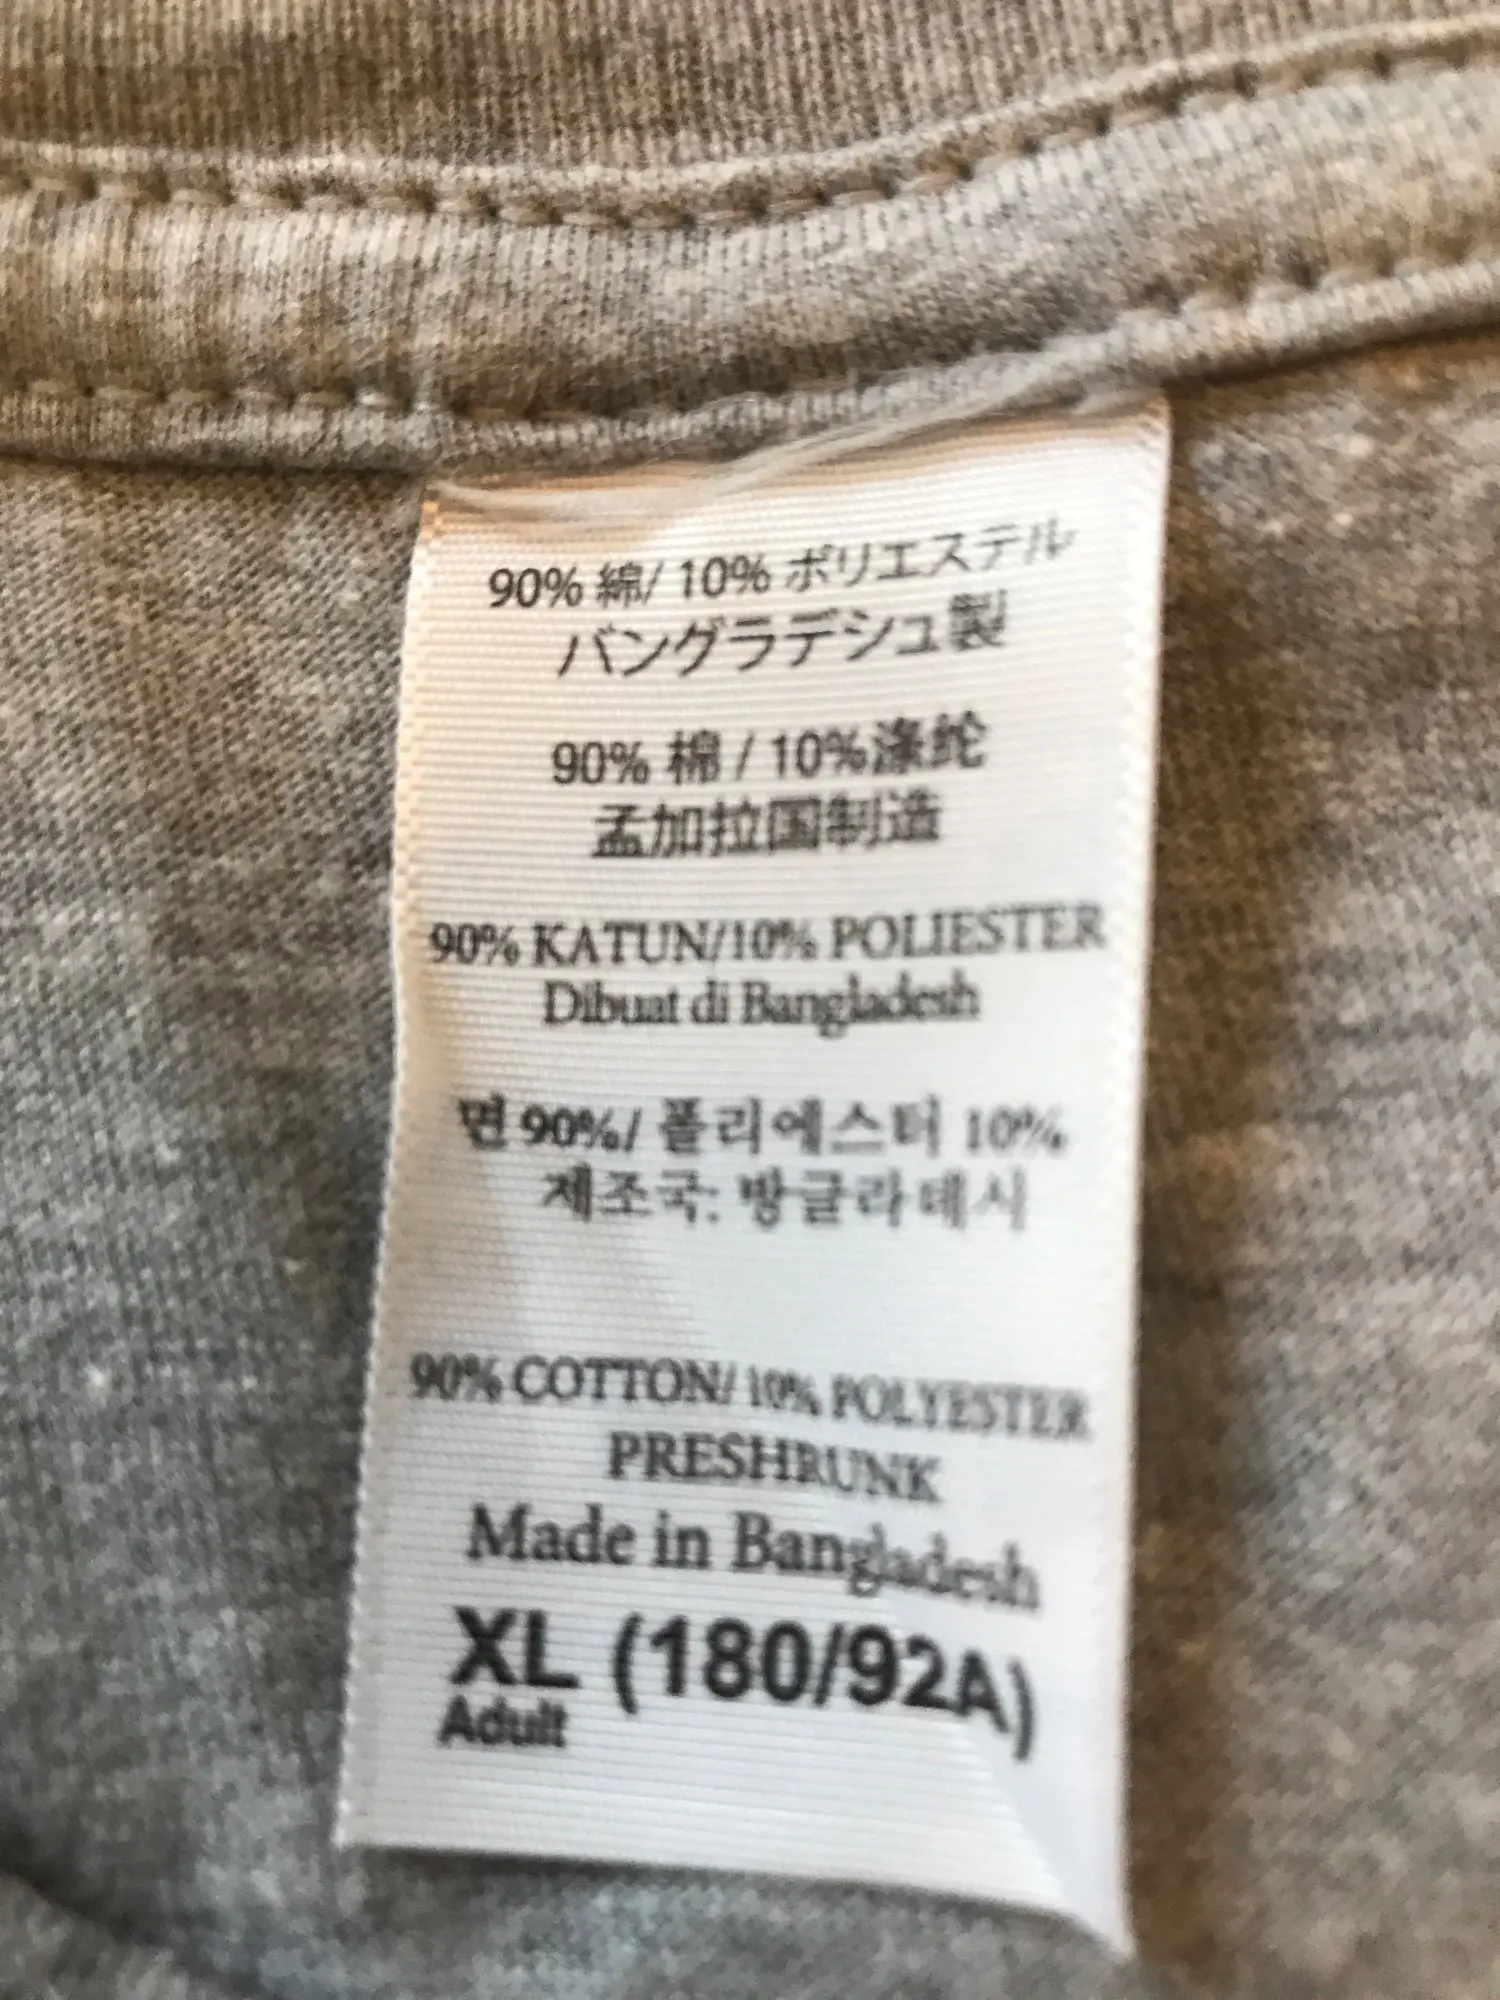 90% 綿/ 10% ポリエステル
バングラデシュ製
90% 棉 / 10%涤纶
孟加拉国制造
90% KATUN/10% POLIESTER
Dibuat di Bangladesh
면 90%/ 폴리에스터 10%
제조국: 방글라데시
90% COTTON/ 10% POLYESTER
PRESHRUNK
Made in Bangladesh
XL (180/92A)
Adult